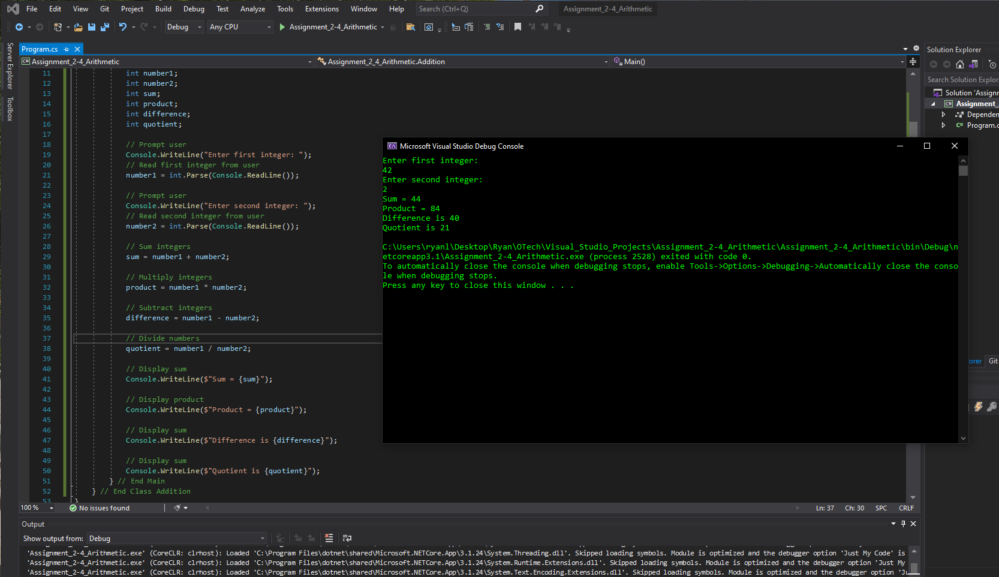 File Edit View Git Project Build Debug Test Analyze Tools Extensions Window Help Search (Ctrl+Q) Assignment_2-4_Arithmetic
Debug Any CPU Assignment_2-4_Arithmetic
Server Explorer
Toolbox
Program.cs
Assignment_2-4_Arithmetic Assignment_2_4_Arithmetic.Addition Main()
11 int number1;
12 int number2;
13 int sum;
14 int product;
15 int difference;
16 int quotient;
17
18 // Prompt user
19 Console.WriteLine("Enter first integer: ");
20 // Read first integer from user
21 number1 = int.Parse(Console.ReadLine());
22
23 // Prompt user
24 Console.WriteLine("Enter second integer: ");
25 // Read second integer from user
26 number2 = int.Parse(Console.ReadLine());
27
28 // Sum integers
29 sum = number1 + number2;
30
31 // Multiply integers
32 product = number1 * number2;
33
34 // Subtract integers
35 difference = number1 - number2;
36
37 // Divide numbers
38 quotient = number1 / number2;
39
40 // Display sum
41 Console.WriteLine($"Sum = {sum}");
42
43 // Display product
44 Console.WriteLine($"Product = {product}");
45
46 // Display sum
47 Console.WriteLine($"Difference is {difference}");
48
49 // Display sum
50 Console.WriteLine($"Quotient is {quotient}");
51 } // End Main
52 } // End Class Addition
53 }
100 % No issues found Ln: 37 Ch: 30 SPC CRLF
Microsoft Visual Studio Debug Console
Enter first integer:
42
Enter second integer:
2
Sum = 44
Product = 84
Difference is 40
Quotient is 21
C:\Users\ryanl\Desktop\Ryan\OTech\Visual_Studio_Projects\Assignment_2-4_Arithmetic\Assignment_2-4_Arithmetic\bin\Debug\n
etcoreapp3.1\Assignment_2-4_Arithmetic.exe (process 2528) exited with code 0.
To automatically close the console when debugging stops, enable Tools->Options->Debugging->Automatically close the conso
le when debugging stops.
Press any key to close this window . . .
Solution Explorer
Search Solution Explor
Solution 'Assignr
Assignment_
Dependen
C# Program.c
orer Git
Output
Show output from: Debug
'Assignment_2-4_Arithmetic.exe' (CoreCLR: clrhost): Loaded 'C:\Program Files\dotnet\shared\Microsoft.NETCore.App\3.1.24\System.Threading.dll'. Skipped loading symbols. Module is optimized and the debugger option 'Just My Code' is
'Assignment_2-4_Arithmetic.exe' (CoreCLR: clrhost): Loaded 'C:\Program Files\dotnet\shared\Microsoft.NETCore.App\3.1.24\System.Runtime.Extensions.dll'. Skipped loading symbols. Module is optimized and the debugger option 'Just My
'Assignment_2-4_Arithmetic.exe' (CoreCLR: clrhost): Loaded 'C:\Program Files\dotnet\shared\Microsoft.NETCore.App\3.1.24\System.Text.Encoding.Extensions.dll'. Skipped loading symbols. Module is optimized and the debugger option 'Ju